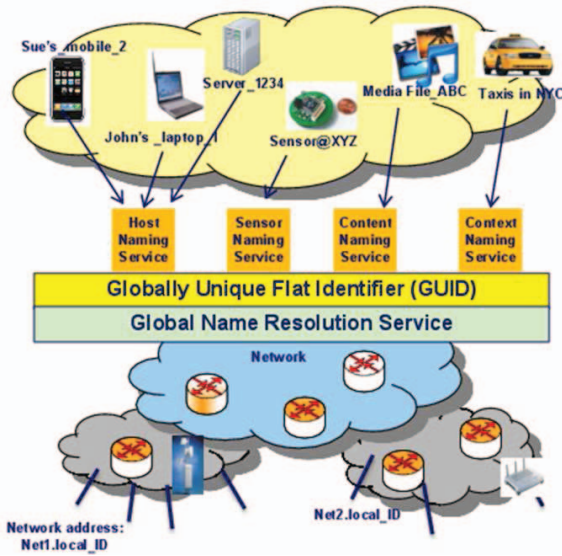 Sue's_mobile_2
Server_1234
Media File_ABC
Taxis in NYC
John's _laptop_1
Sensor@XYZ
Host
Naming
Service
Sensor
Naming
Service
Content
Naming
Service
Context
Naming
Service
Globally Unique Flat Identifier (GUID)
Global Name Resolution Service
Network
Net2.local_ID
Network address:
Net1.local_ID